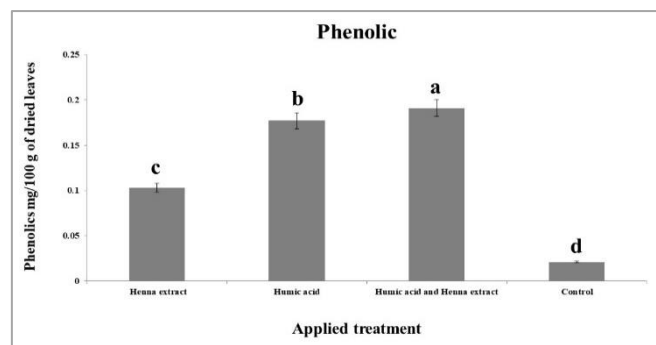 Phenolic
Phenolics mg/100 g of dried leaves
0.25
0.2
0.15
0.1
0.05
0
c
b
a
d
Henna extract
Humic acid
Humic acid and Henna extract
Control
Applied treatment